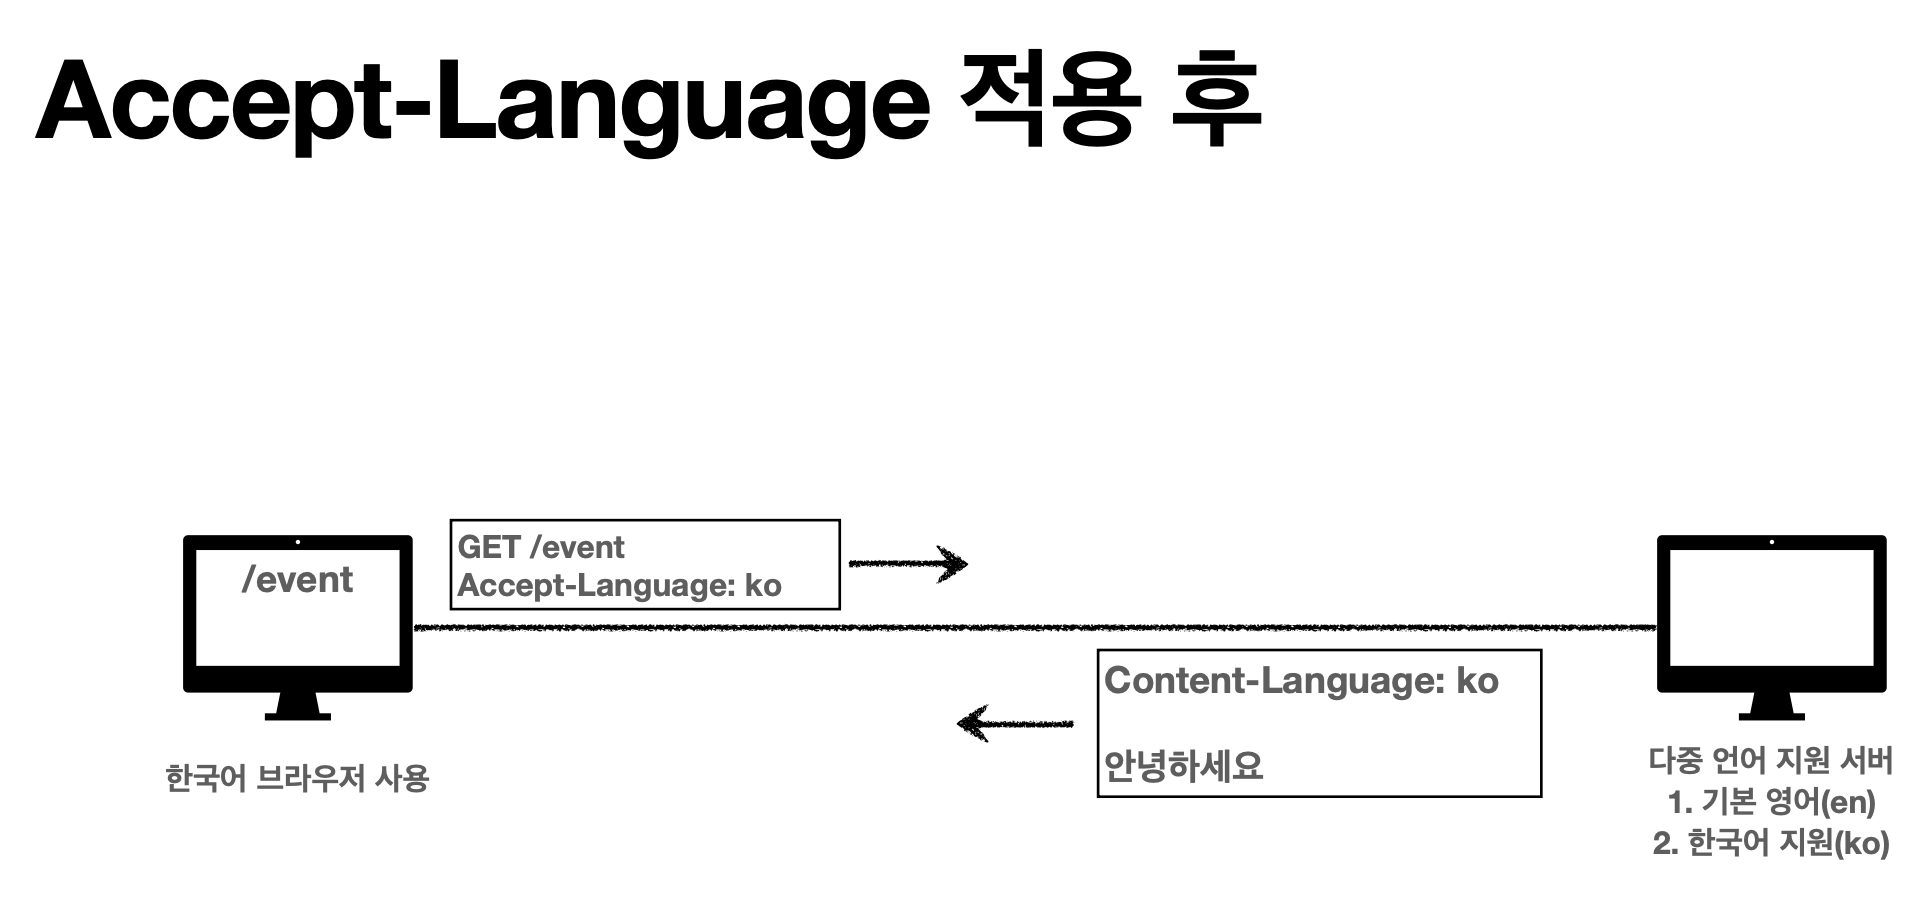 Accept-Language 적용 후
/event
GET /event
Accept-Language: ko
Content-Language: ko
안녕하세요
한국어 브라우저 사용
다중 언어 지원 서버
1. 기본 영어(en)
2. 한국어 지원(ko)